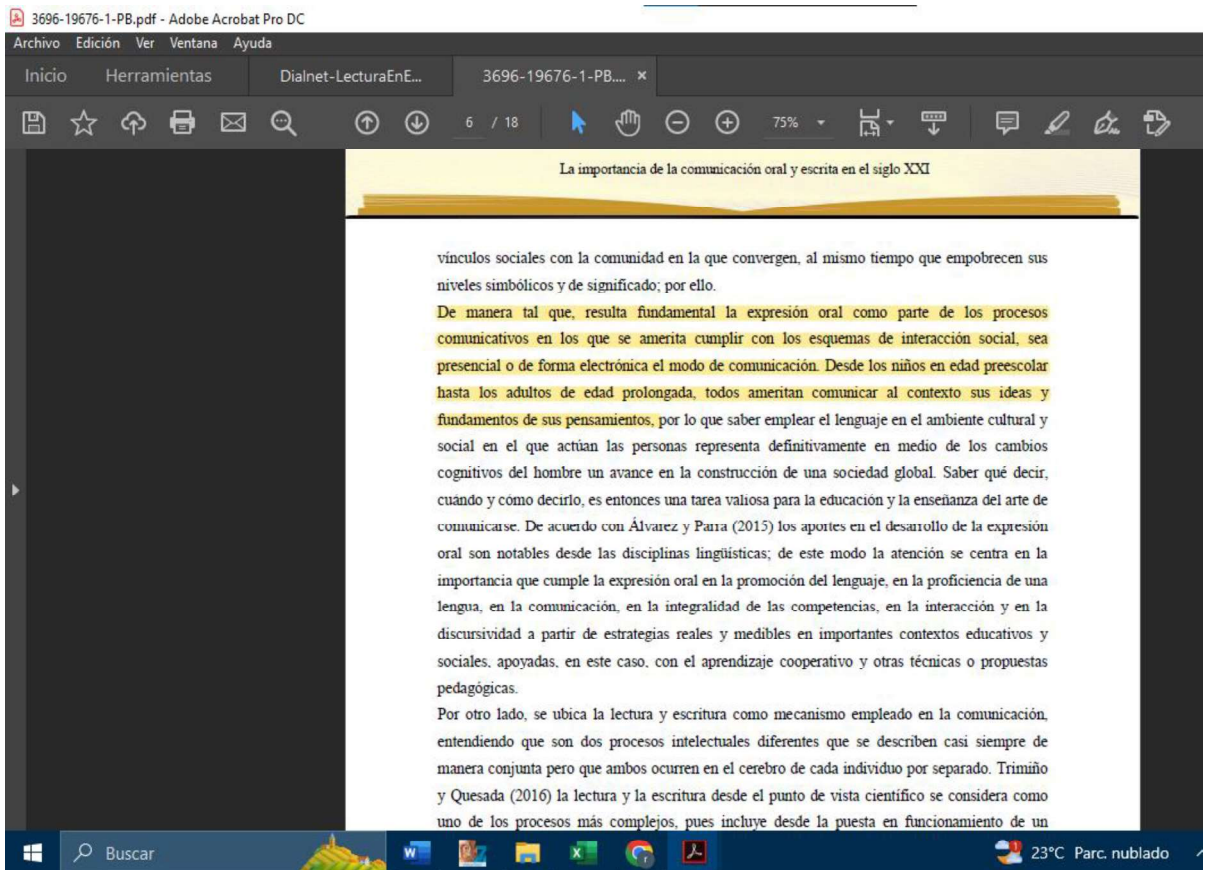 3696-19676-1-PB.pdf - Adobe Acrobat Pro DC
Archivo Edición Ver Ventana Ayuda
Inicio Herramientas Dialnet-LecturaEnE... 3696-19676-1-PB.... ×
6 / 18 75%
La importancia de la comunicación oral y escrita en el siglo XXI
vínculos sociales con la comunidad en la que convergen, al mismo tiempo que empobrecen sus
niveles simbólicos y de significado; por ello.
De manera tal que, resulta fundamental la expresión oral como parte de los procesos
comunicativos en los que se amerita cumplir con los esquemas de interacción social, sea
presencial o de forma electrónica el modo de comunicación. Desde los niños en edad preescolar
hasta los adultos de edad prolongada, todos ameritan comunicar al contexto sus ideas y
fundamentos de sus pensamientos, por lo que saber emplear el lenguaje en el ambiente cultural y
social en el que actúan las personas representa definitivamente en medio de los cambios
cognitivos del hombre un avance en la construcción de una sociedad global. Saber qué decir,
cuándo y cómo decirlo, es entonces una tarea valiosa para la educación y la enseñanza del arte de
comunicarse. De acuerdo con Álvarez y Parra (2015) los aportes en el desarrollo de la expresión
oral son notables desde las disciplinas lingüísticas; de este modo la atención se centra en la
importancia que cumple la expresión oral en la promoción del lenguaje, en la proficiencia de una
lengua, en la comunicación, en la integralidad de las competencias, en la interacción y en la
discursividad a partir de estrategias reales y medibles en importantes contextos educativos y
sociales, apoyadas, en este caso, con el aprendizaje cooperativo y otras técnicas o propuestas
pedagógicas.
Por otro lado, se ubica la lectura y escritura como mecanismo empleado en la comunicación,
entendiendo que son dos procesos intelectuales diferentes que se describen casi siempre de
manera conjunta pero que ambos ocurren en el cerebro de cada individuo por separado. Trimiño
y Quesada (2016) la lectura y la escritura desde el punto de vista científico se considera como
uno de los procesos más complejos, pues incluye desde la puesta en funcionamiento de un
Buscar 23°C Parc. nublado